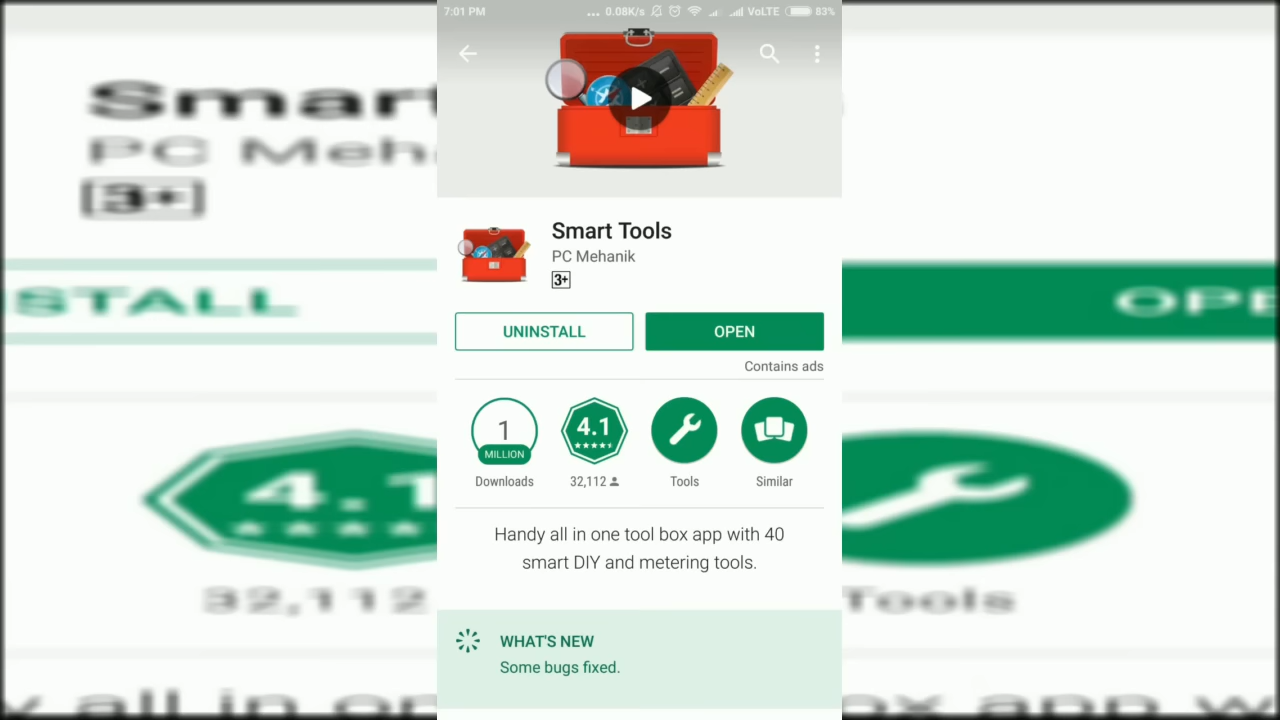 7:01 PM ... 0.08K/s VoLTE 83%
Smart Tools
PC Mehanik
3+
UNINSTALL OPEN
Contains ads
1 MILLION 4.1
Downloads 32,112 Tools Similar
Handy all in one tool box app with 40
smart DIY and metering tools.
WHAT'S NEW
Some bugs fixed.